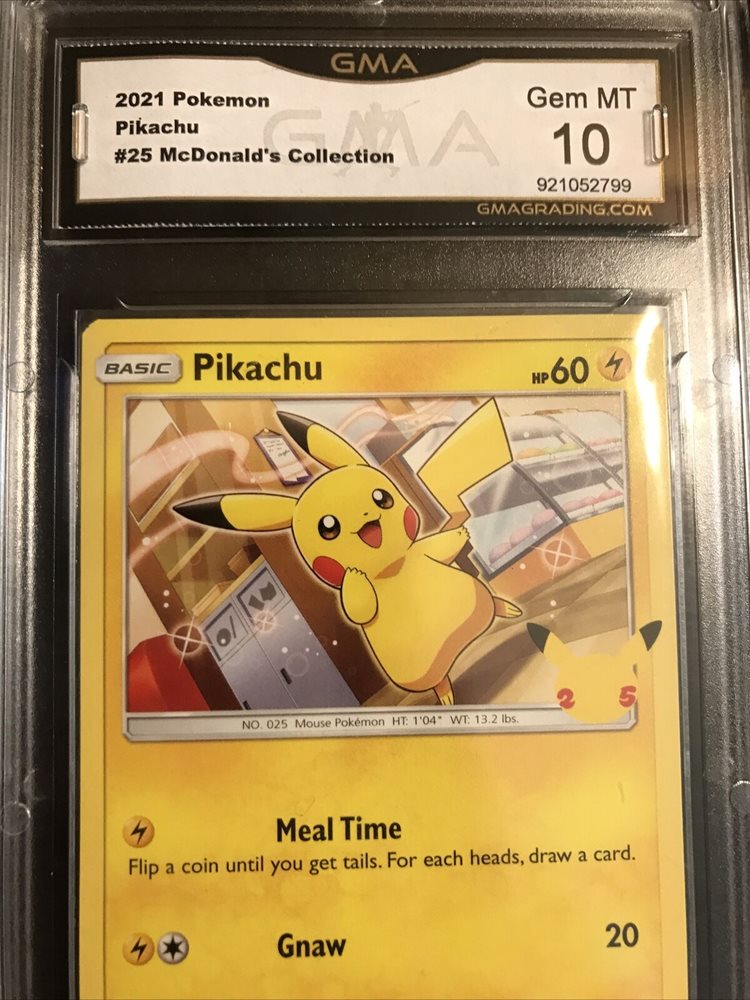 GMA
2021 Pokemon
Pikachu
#25 McDonald's Collection
GMA
Gem MT
10
921052799
GMAGRADING.COM
BASIC Pikachu HP60
25
NO. 025 Mouse Pokémon HT: 1'04" WT: 13.2 lbs.
Meal Time
Flip a coin until you get tails. For each heads, draw a card.
Gnaw 20